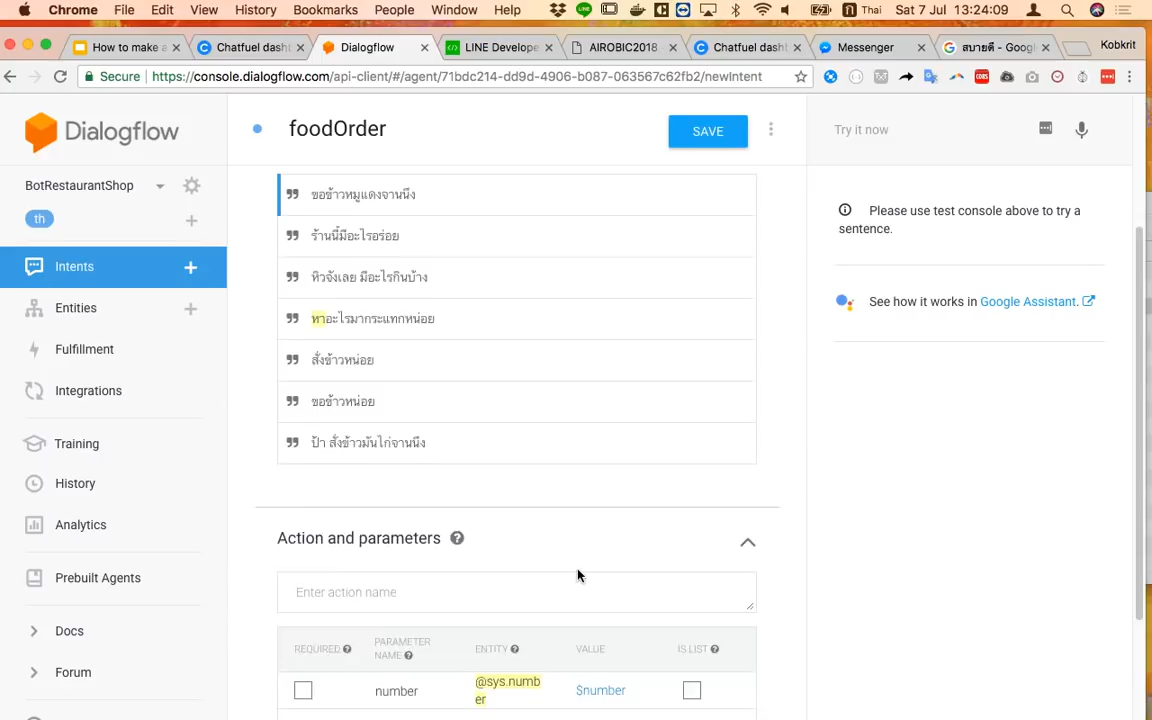 Chrome File Edit View History Bookmarks People Window Help Thai Sat 7 Jul 13:24:09
How to make a Chatfuel dash Dialogflow LINE Develope AIROBIC2018 Chatfuel dash Messenger สบายดี - Goog Kobkrit
Secure https://console.dialogflow.com/api-client/#/agent/71bdc214-dd9d-4906-b087-063567c62fb2/newIntent
Dialogflow
foodOrder
SAVE
Try it now
BotRestaurantShop
th
Intents
Entities
Fulfillment
Integrations
Training
History
Analytics
Prebuilt Agents
Docs
Forum
ขอข้าวหมูแดงจานนึง
ร้านนี้มีอะไรอร่อย
หิวจังเลย มีอะไรกินบ้าง
หาอะไรมากระแทกหน่อย
สั่งข้าวหน่อย
ขอข้าวหน่อย
ป้า สั่งข้าวมันไก่จานนึง
Action and parameters
Enter action name
REQUIRED PARAMETER NAME ENTITY VALUE IS LIST
number @sys.numb
er $number
Please use test console above to try a
sentence.
See how it works in Google Assistant.